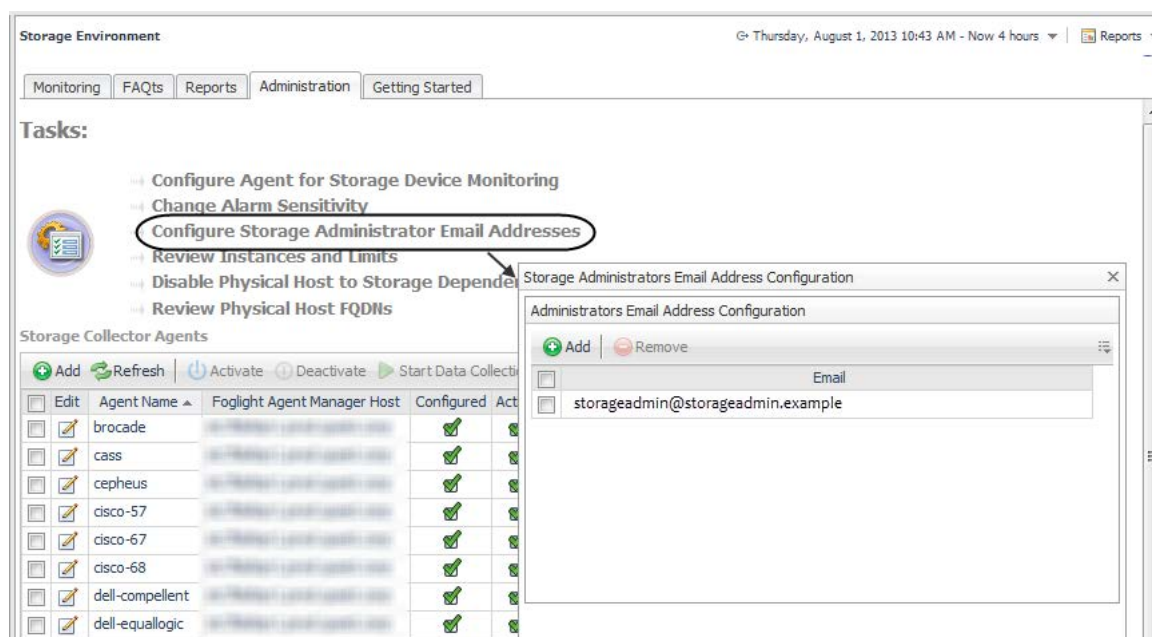 Storage Environment
Thursday, August 1, 2013 10:43 AM - Now 4 hours
Reports
Monitoring
FAQts
Reports
Administration
Getting Started
Tasks:
Configure Agent for Storage Device Monitoring
Change Alarm Sensitivity
Configure Storage Administrator Email Addresses
Review Instances and Limits
Disable Physical Host to Storage Depende
Review Physical Host FQDNs
Storage Collector Agents
Add Refresh Activate Deactivate Start Data Collecti
Edit Agent Name Foglight Agent Manager Host Configured Act
brocade
cass
cepheus
cisco-57
cisco-67
cisco-68
dell-compellent
dell-equallogic
Storage Administrators Email Address Configuration
Administrators Email Address Configuration
Add Remove
Email
storageadmin@storageadmin.example